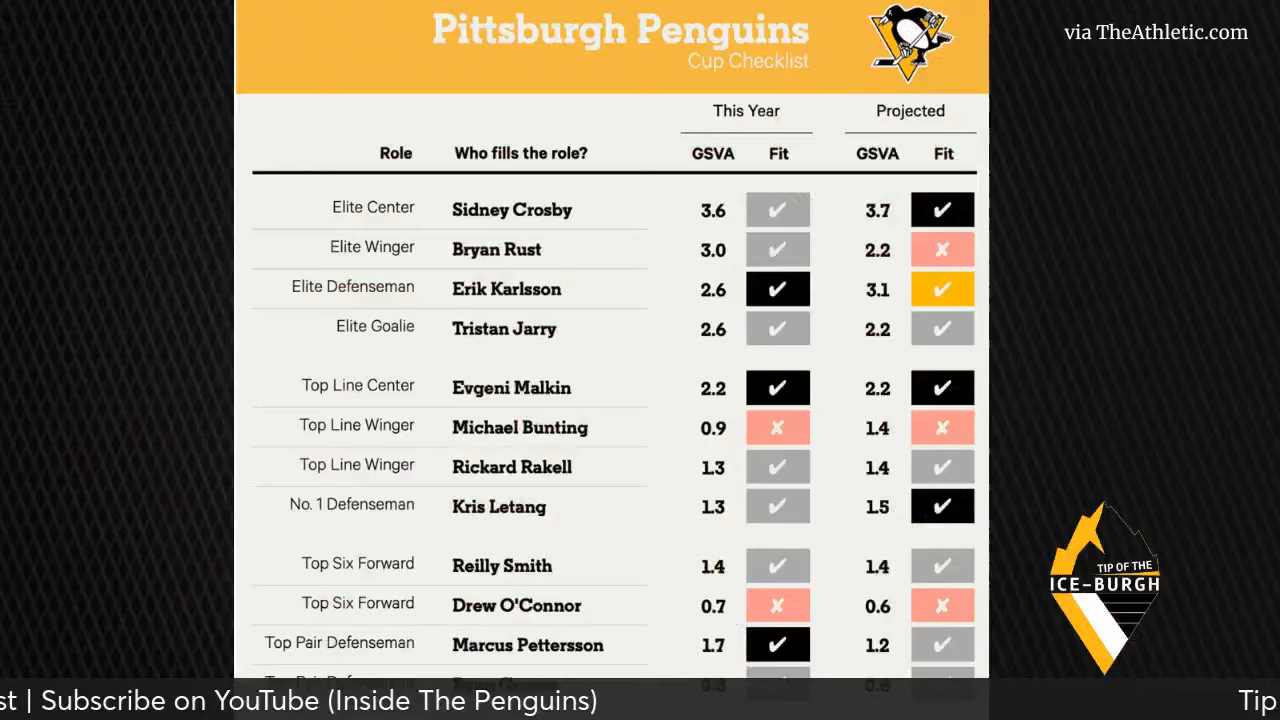 Pittsburgh Penguins
Cup Checklist
via TheAthletic.com
This Year Projected
Role Who fills the role? GSVA Fit GSVA Fit
Elite Center Sidney Crosby 3.6 ✔ 3.7 ✔
Elite Winger Bryan Rust 3.0 ✔ 2.2 ✘
Elite Defenseman Erik Karlsson 2.6 ✔ 3.1 ✔
Elite Goalie Tristan Jarry 2.6 ✔ 2.2 ✔
Top Line Center Evgeni Malkin 2.2 ✔ 2.2 ✔
Top Line Winger Michael Bunting 0.9 ✘ 1.4 ✘
Top Line Winger Rickard Rakell 1.3 ✔ 1.4 ✔
No. 1 Defenseman Kris Letang 1.3 ✔ 1.5 ✔
Top Six Forward Reilly Smith 1.4 ✔ 1.4 ✔
Top Six Forward Drew O'Connor 0.7 ✘ 0.6 ✘
Top Pair Defenseman Marcus Pettersson 1.7 ✔ 1.2 ✔
TIP OF THE
ICE-BURGH
st | Subscribe on YouTube (Inside The Penguins) Tip